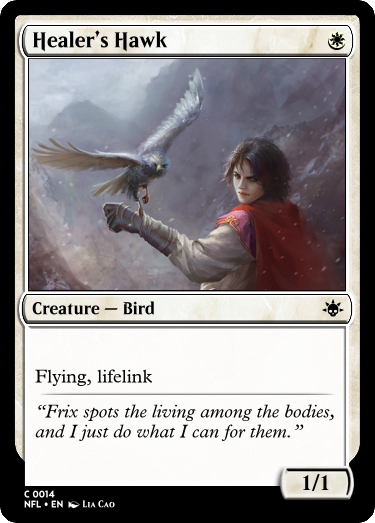 Healer's Hawk
Creature — Bird
Flying, lifelink
“Frix spots the living among the bodies,
and I just do what I can for them.”
1/1
C 0014
NFL • EN Lia Cao